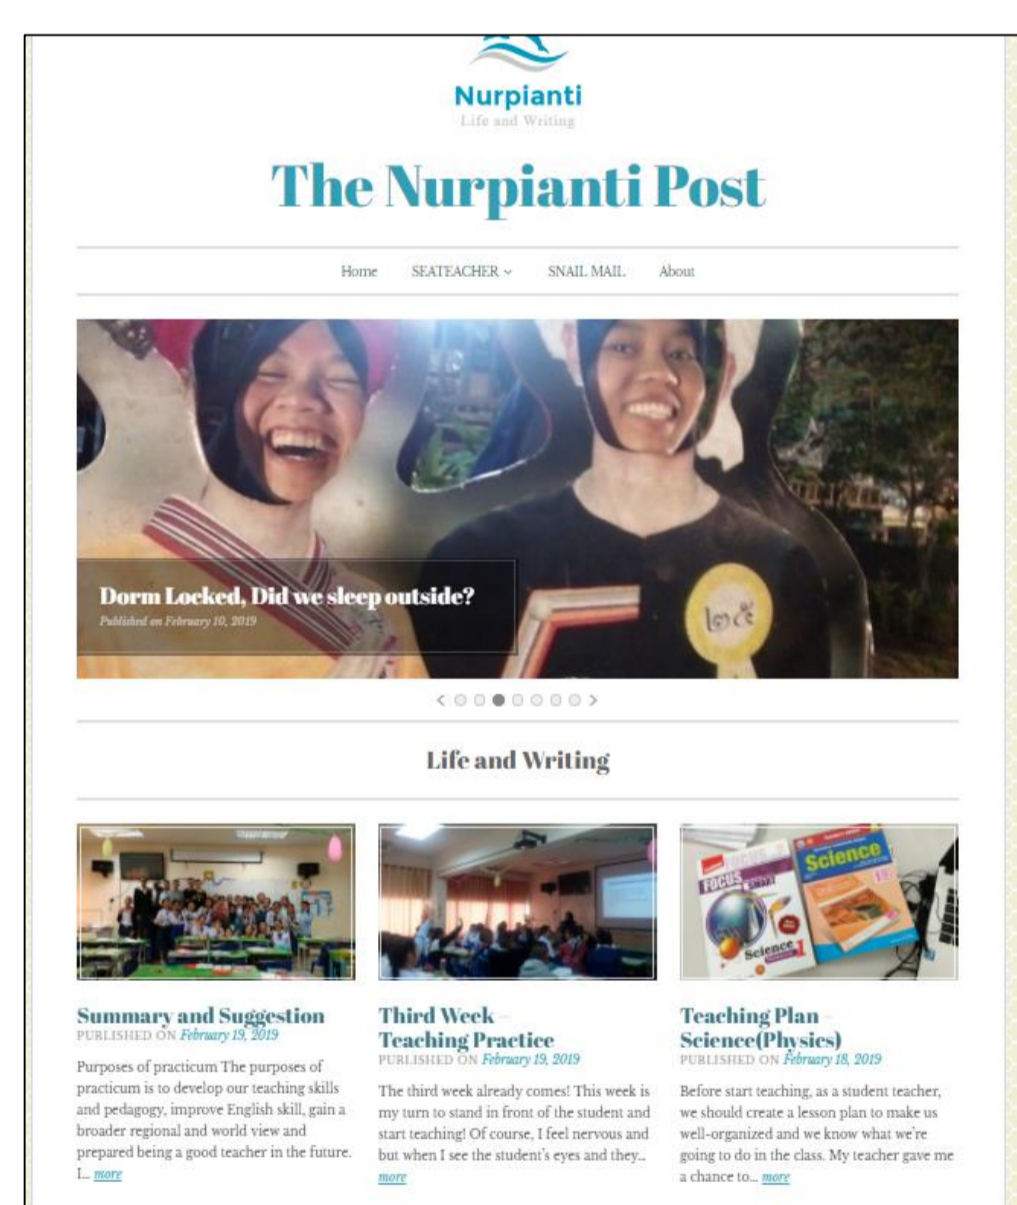 Nurpianti
Life and Writing
The Nurpianti Post
Home SEATEACHER SNAIL MAIL About
Dorm Locked, Did we sleep outside?
Published on February 10, 2019
๒๕
Life and Writing
FOCUS
SMART
Science 1
Science
Summary and Suggestion
PUBLISHED ON February 19, 2019
Purposes of practicum The purposes of
practicum is to develop our teaching skills
and pedagogy, improve English skill, gain a
broader regional and world view and
prepared being a good teacher in the future.
I... more
Third Week –
Teaching Practice
PUBLISHED ON February 19, 2019
The third week already comes! This week is
my turn to stand in front of the student and
start teaching! Of course, I feel nervous and
but when I see the student's eyes and they...
more
Teaching Plan –
Science(Physics)
PUBLISHED ON February 18, 2019
Before start teaching, as a student teacher,
we should create a lesson plan to make us
well-organized and we know what we're
going to do in the class. My teacher gave me
a chance to... more